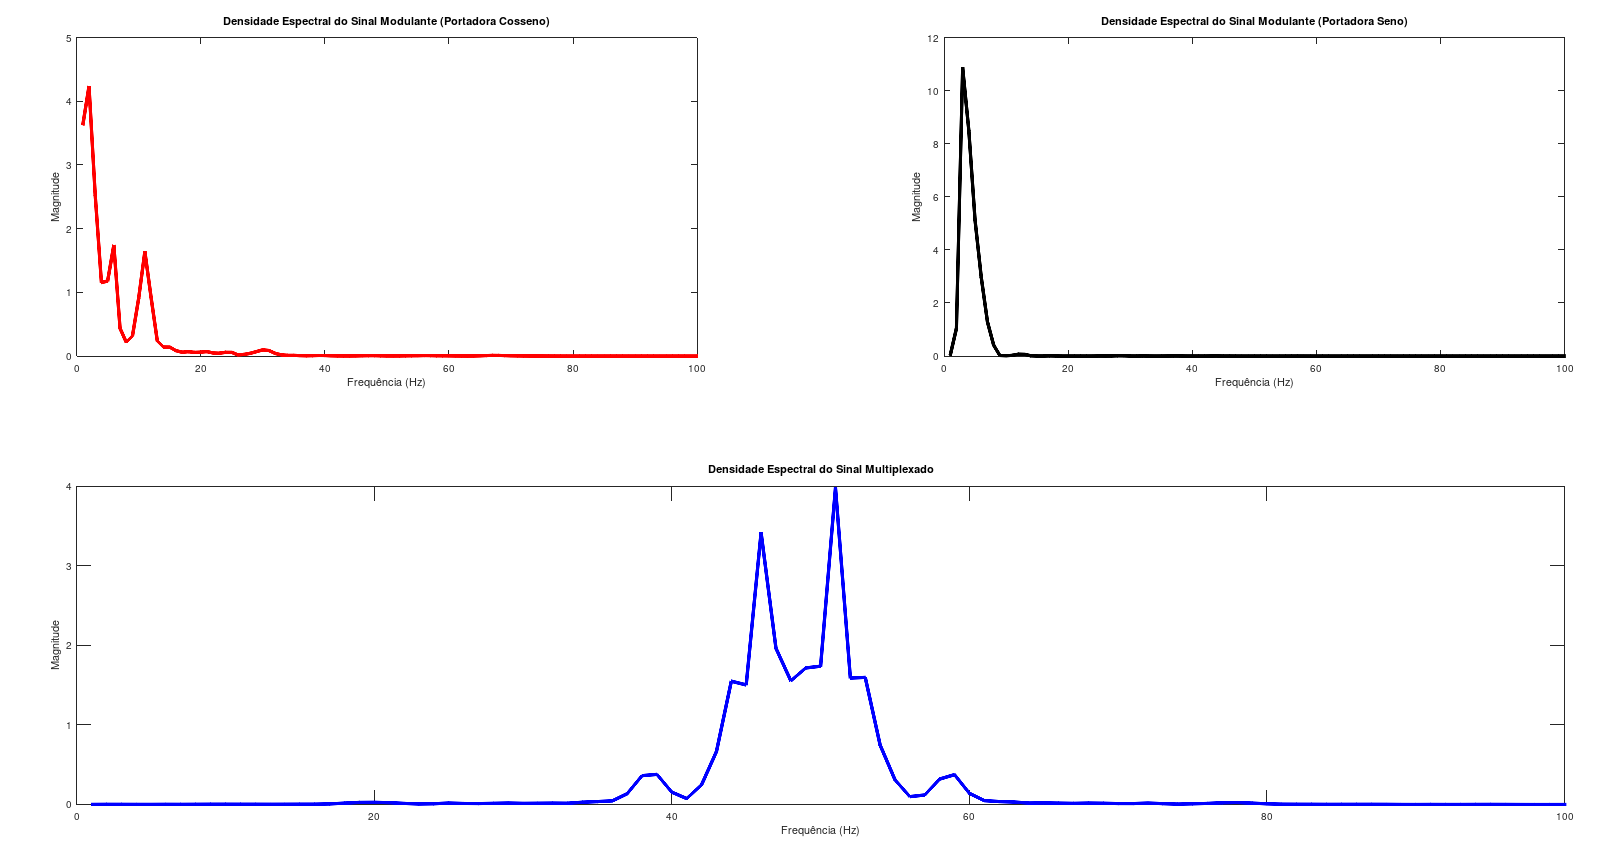 Densidade Espectral do Sinal Modulante (Portadora Cosseno)
5
4
3
2
1
0
Magnitude
0 20 40 60 80 100
Frequência (Hz)
Densidade Espectral do Sinal Modulante (Portadora Seno)
12
10
8
6
4
2
0
Magnitude
0 20 40 60 80 100
Frequência (Hz)
Densidade Espectral do Sinal Multiplexado
4
3
2
1
0
Magnitude
0 20 40 60 80 100
Frequência (Hz)